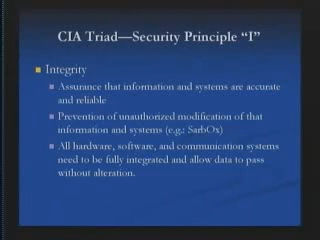 CIA Triad—Security Principle “I”
Integrity
Assurance that information and systems are accurate
and reliable
Prevention of unauthorized modification of that
information and systems (e.g.: SarbOx)
All hardware, software, and communication systems
need to be fully integrated and allow data to pass
without alteration.